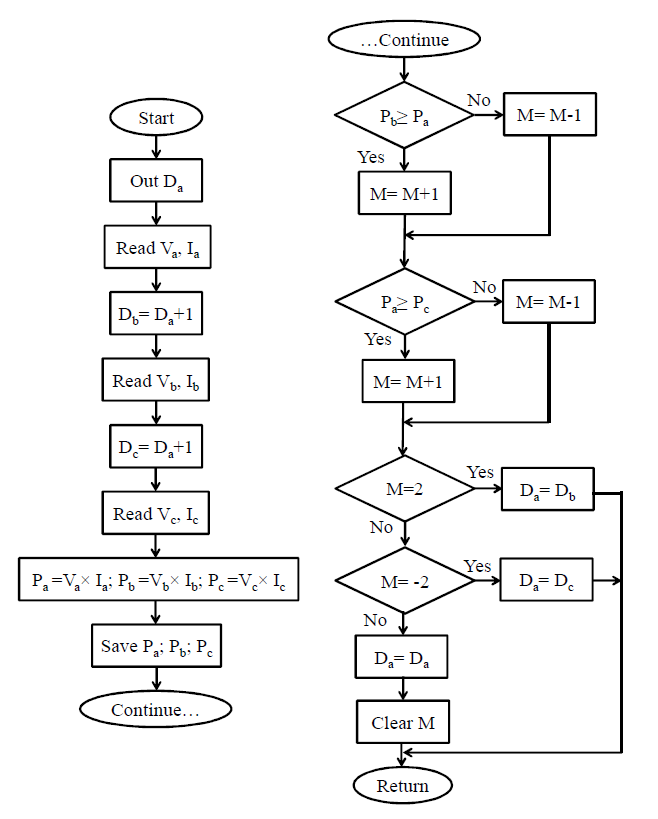 Start
Out Da
Read Va, Ia
Db= Da+1
Read Vb, Ib
Dc= Da+1
Read Vc, Ic
Pa =Va× Ia; Pb =Vb× Ib; Pc =Vc× Ic
Save Pa; Pb; Pc
Continue…
…Continue
Pb≥ Pa
No
M= M-1
Yes
M= M+1
Pa≥ Pc
No
M= M-1
Yes
M= M+1
M=2
Yes
Da= Db
No
M= -2
Yes
Da= Dc
No
Da= Da
Clear M
Return